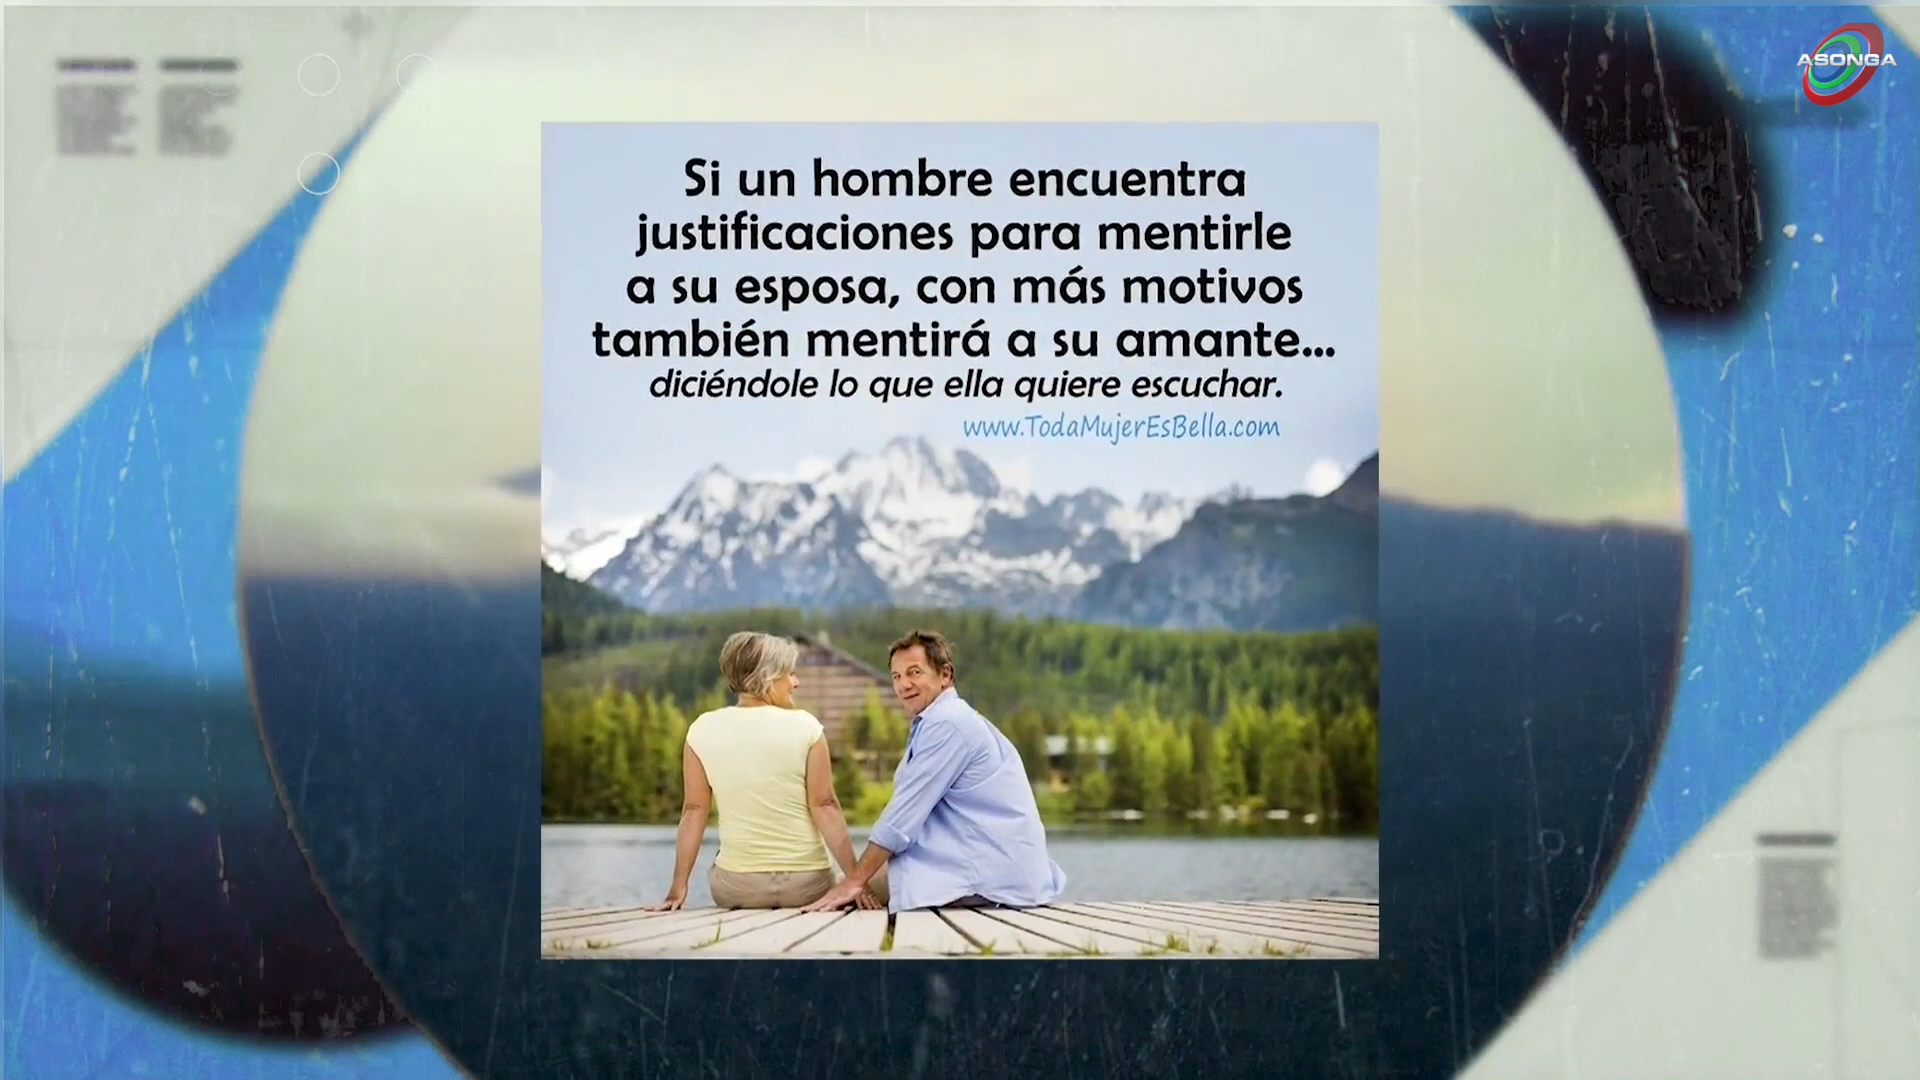 ASONGA
Si un hombre encuentra
justificaciones para mentirle
a su esposa, con más motivos
también mentirá a su amante...
diciéndole lo que ella quiere escuchar.
www.TodaMujerEsBella.com